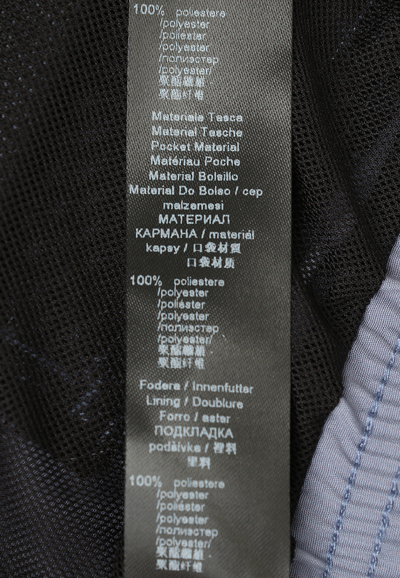 100% poliestere
/polyester
/poliester
/polyester
/полиэстер
/polyester/
聚酯纖維
聚酯纤维
Materiale Tasca
Material Tasche
Pocket Material
Matériau Poche
Material Bolsillo
Material Do Bolso / cep
malzemesi
МАТЕРИАЛ
КАРМАНА / materiál
kapsy / 口袋材質
口袋材质
100% poliestere
/polyester
/poliéster
/polyester
/полиэстер
/polyester/
聚酯纖維
聚酯纤维
Fodera / Innenfutter
Lining / Doublure
Forro / astar
ПОДКЛАДКА
podšívka / 裡料
里料
100% poliestere
/polyester
/poliéster
/polyester
/полиэстер
/polyester/
聚酯纖維
聚酯纤维